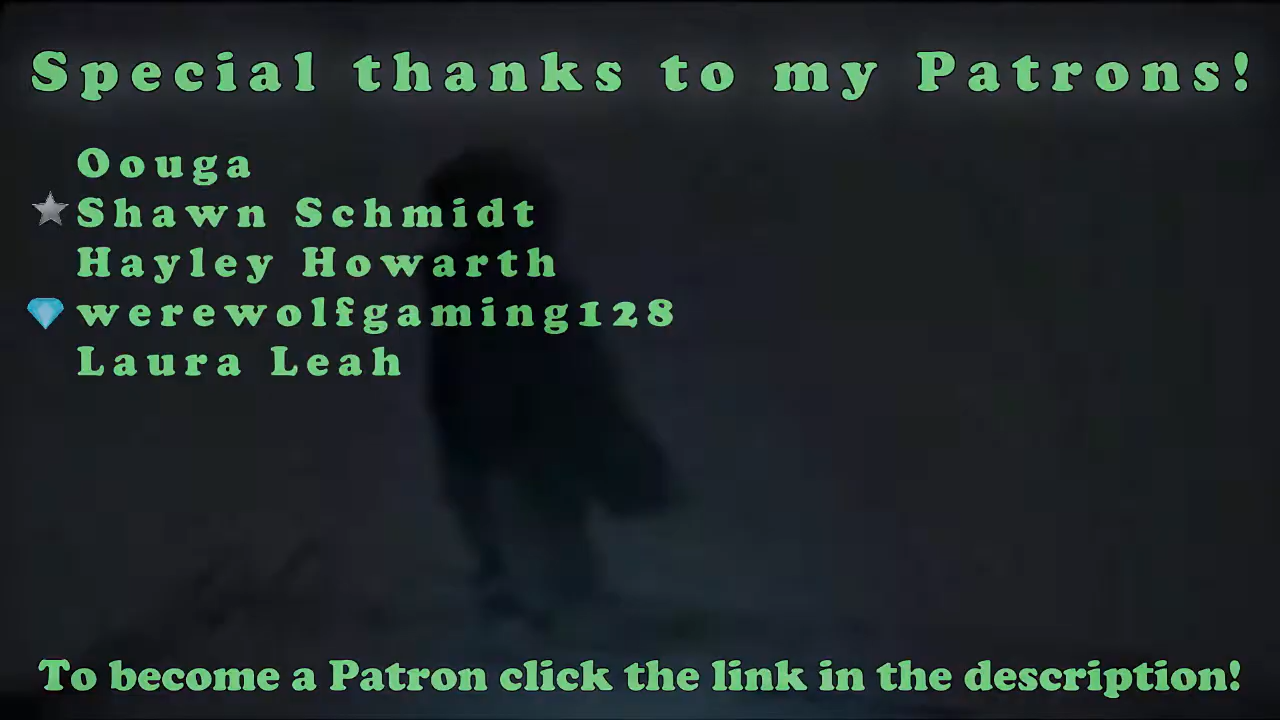 Special thanks to my Patrons!
Oouga
Shawn Schmidt
Hayley Howarth
werewolfgaming128
Laura Leah
To become a Patron click the link in the description!